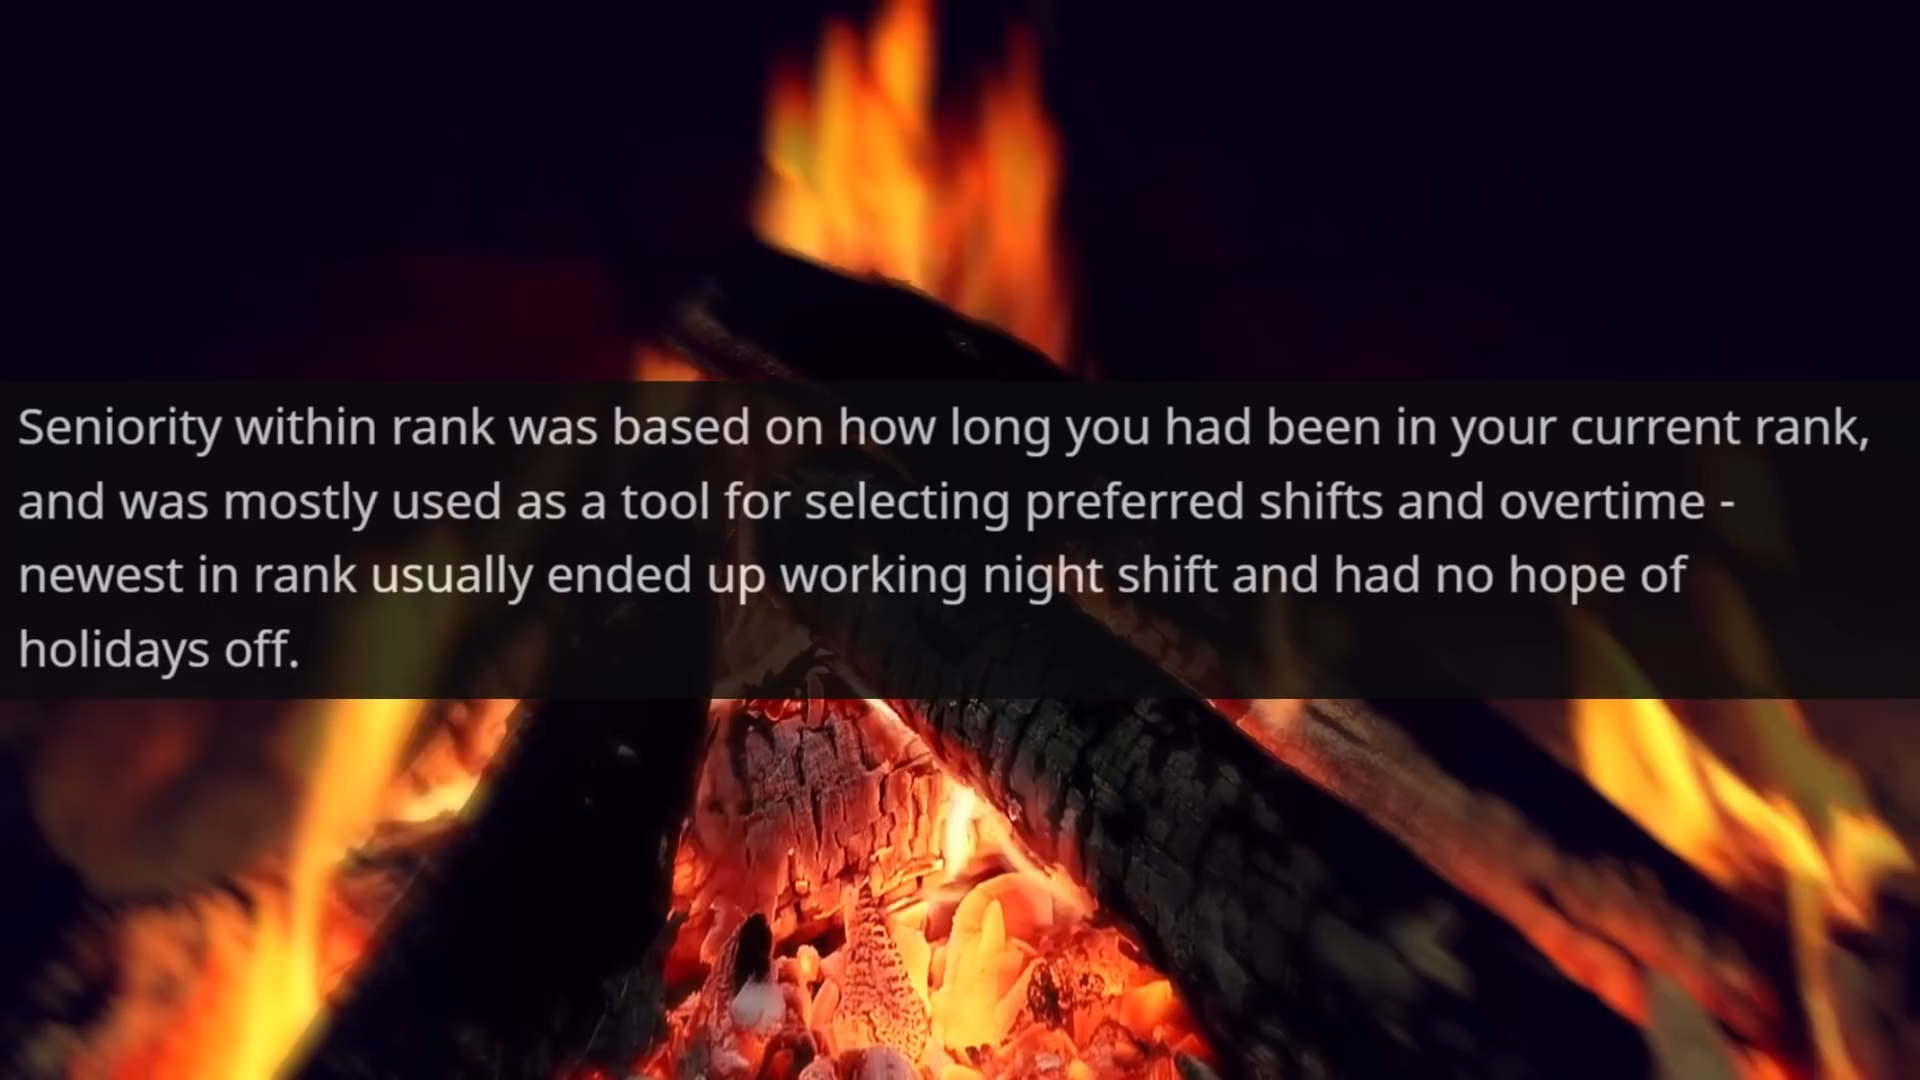 Seniority within rank was based on how long you had been in your current rank,
and was mostly used as a tool for selecting preferred shifts and overtime -
newest in rank usually ended up working night shift and had no hope of
holidays off.